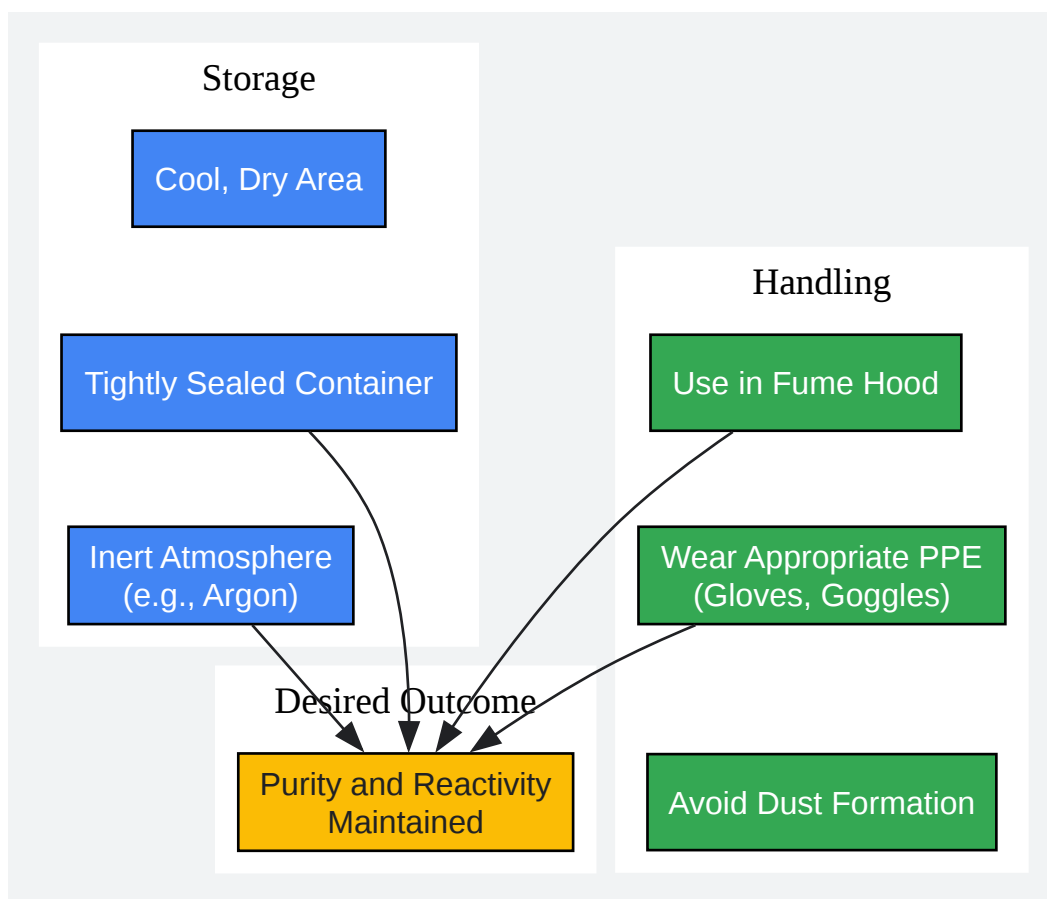 Storage
Cool, Dry Area
Tightly Sealed Container
Inert Atmosphere
(e.g., Argon)
Handling
Use in Fume Hood
Wear Appropriate PPE
(Gloves, Goggles)
Avoid Dust Formation
Desired Outcome
Purity and Reactivity
Maintained